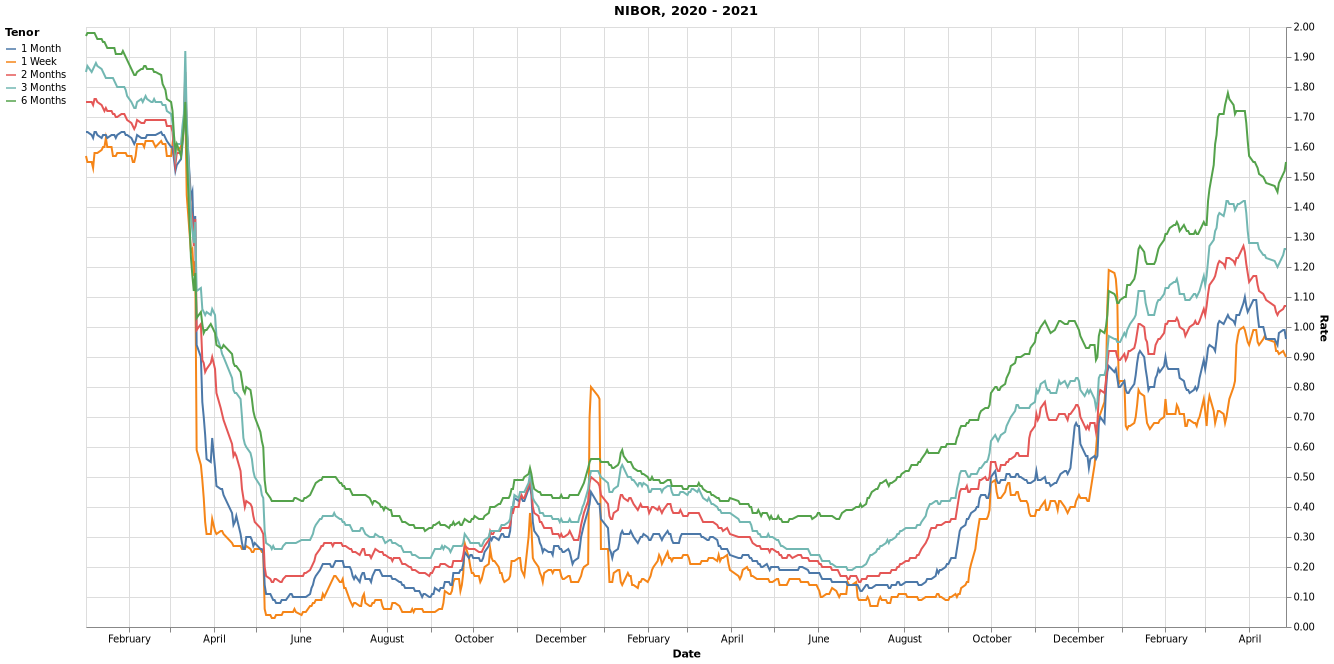 NIBOR, 2020 - 2021
Tenor
1 Month
1 Week
2 Months
3 Months
6 Months
2.00
1.90
1.80
1.70
1.60
1.50
1.40
1.30
1.20
1.10
1.00
0.90
0.80
0.70
0.60
0.50
0.40
0.30
0.20
0.10
0.00
Rate
February April June August October December February April June August October December February April
Date